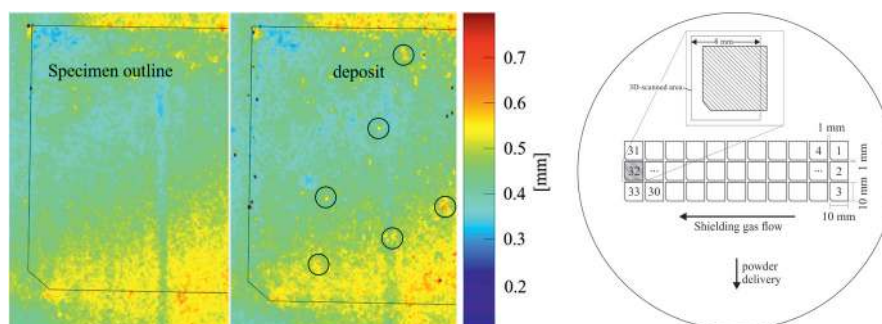 Specimen outline
deposit
0.7
0.6
0.5
0.4
0.3
0.2
[mm]
4 mm
3D-scanned area
1 mm
31
4
1
32
...
...
2
1 mm
33
30
3
10 mm
10 mm
Shielding gas flow
powder
delivery